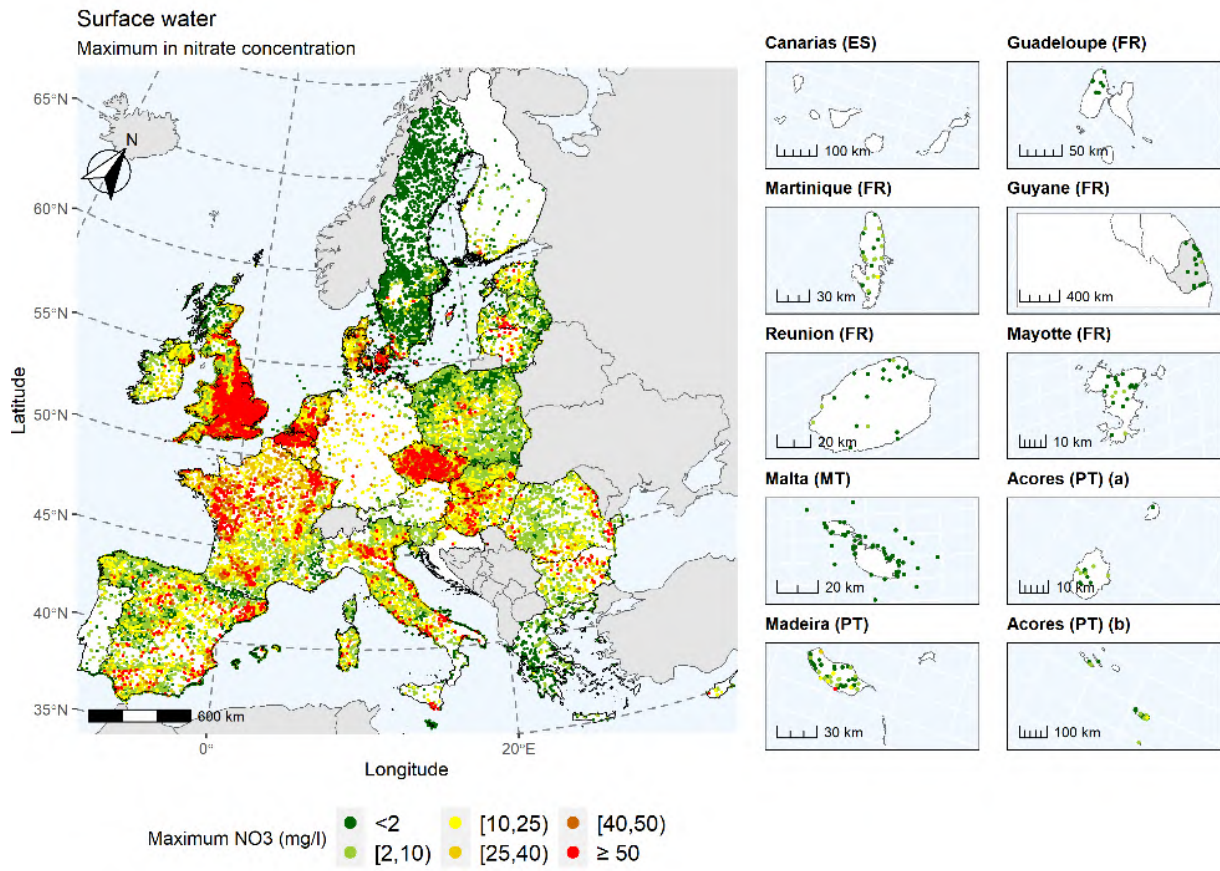 Surface water
Maximum in nitrate concentration
65°N
60°N
55°N
50°N
45°N
40°N
35°N
N
600 km
0°
20°E
Latitude
Longitude
Canarias (ES)
100 km
Guadeloupe (FR)
50 km
Martinique (FR)
30 km
Guyane (FR)
400 km
Reunion (FR)
20 km
Mayotte (FR)
10 km
Malta (MT)
20 km
Acores (PT) (a)
10 km
Madeira (PT)
30 km
Acores (PT) (b)
100 km
Maximum NO3 (mg/l)
<2
[10,25)
[40,50)
[2,10)
[25,40)
≥ 50